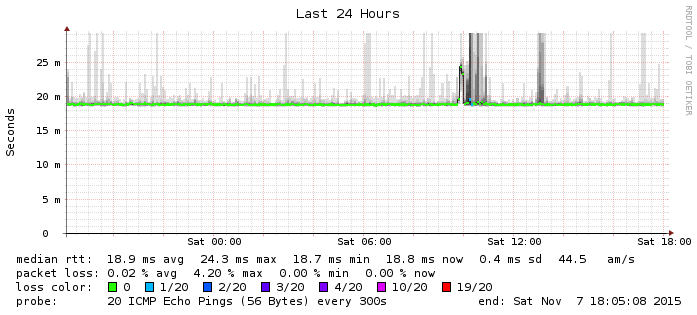 Last 24 Hours
RRDTOOL / TOBI OETIKER
Seconds
25 m
20 m
15 m
10 m
5 m
0
Sat 00:00 Sat 06:00 Sat 12:00 Sat 18:00
median rtt: 18.9 ms avg 24.3 ms max 18.7 ms min 18.8 ms now 0.4 ms sd 44.5 am/s
packet loss: 0.02 % avg 4.20 % max 0.00 % min 0.00 % now
loss color: 0 1/20 2/20 3/20 4/20 10/20 19/20
probe: 20 ICMP Echo Pings (56 Bytes) every 300s end: Sat Nov 7 18:05:08 2015